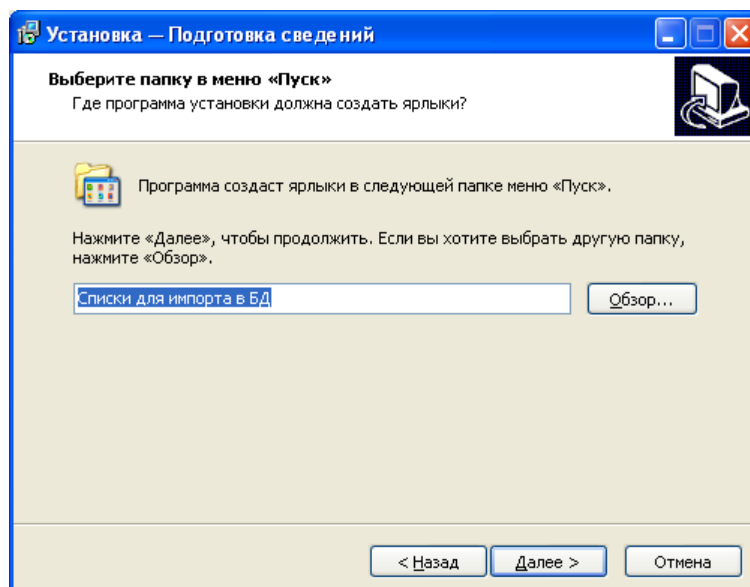 Установка — Подготовка сведений
Выберите папку в меню «Пуск»
Где программа установки должна создать ярлыки?
Программа создаст ярлыки в следующей папке меню «Пуск».
Нажмите «Далее», чтобы продолжить. Если вы хотите выбрать другую папку,
нажмите «Обзор».
Списки для импорта в БД
Обзор...
< Назад
Далее >
Отмена